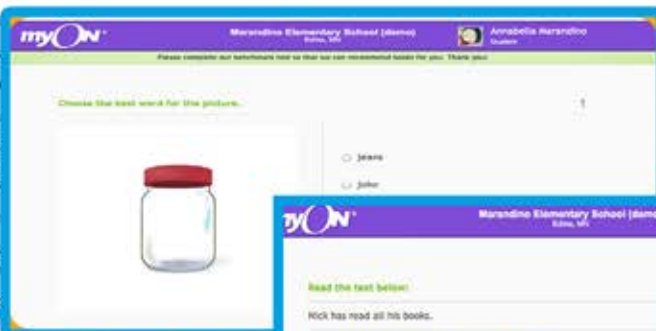 myON
Marandino Elementary School (demo)
Edina, MN
Annabella Marandino
Student
Please complete our benchmark test so that we can recommend books for you. Thank you!
Choose the best word for the picture.
1
jeans
joke
myON
Marandino Elementary School (demo
Edina, MN
Read the text below:
Nick has read all his books.